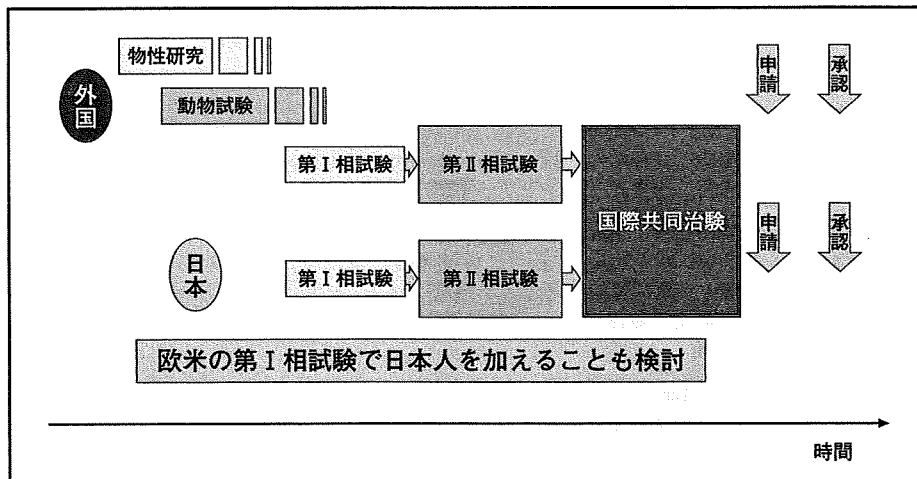 物性研究
外国
動物試験
申請
承認
第Ⅰ相試験
第Ⅱ相試験
国際共同治験
申請
承認
日本
第Ⅰ相試験
第Ⅱ相試験
欧米の第Ⅰ相試験で日本人を加えることも検討
時間